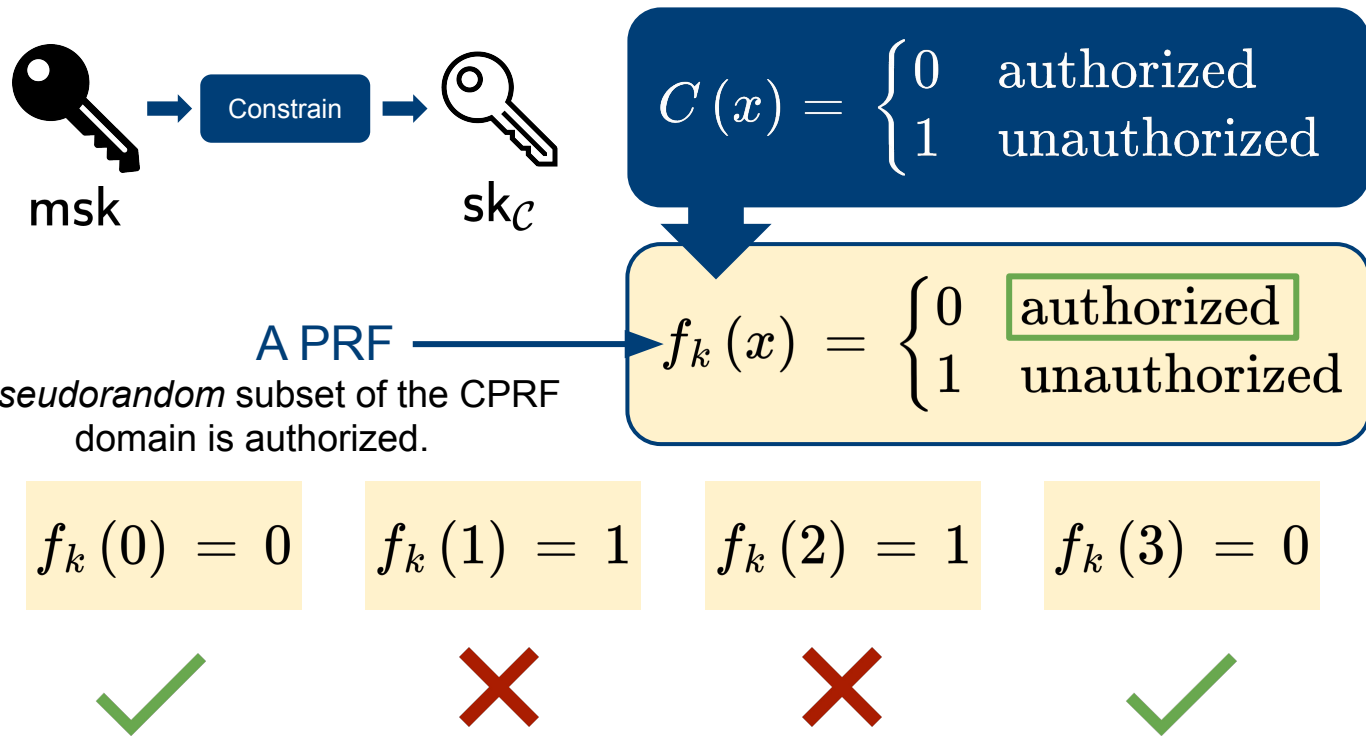 Constrain
msk
sk_C
C(x) = { 0 authorized
1 unauthorized
A PRF
f_k(x) = { 0 authorized
1 unauthorized
seudorandom subset of the CPRF
domain is authorized.
f_k(0) = 0
f_k(1) = 1
f_k(2) = 1
f_k(3) = 0